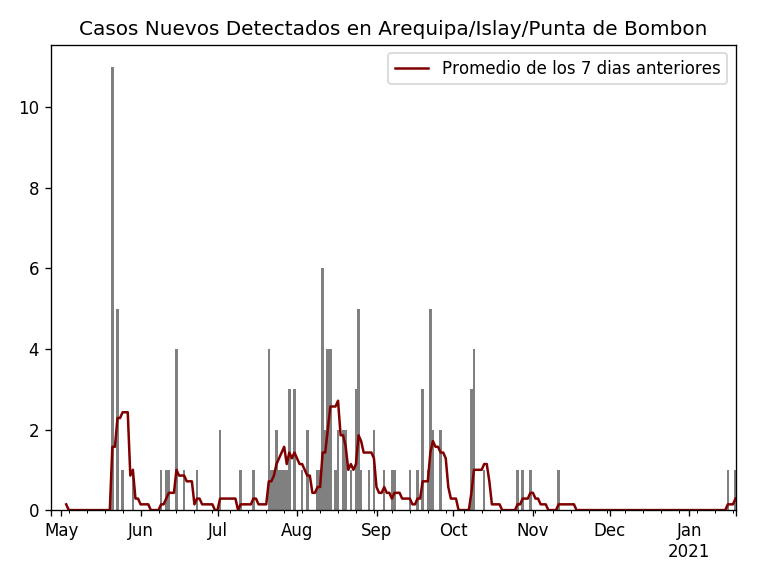 Casos Nuevos Detectados en Arequipa/Islay/Punta de Bombon
Promedio de los 7 dias anteriores
10
8
6
4
2
0
May Jun Jul Aug Sep Oct Nov Dec Jan
2021